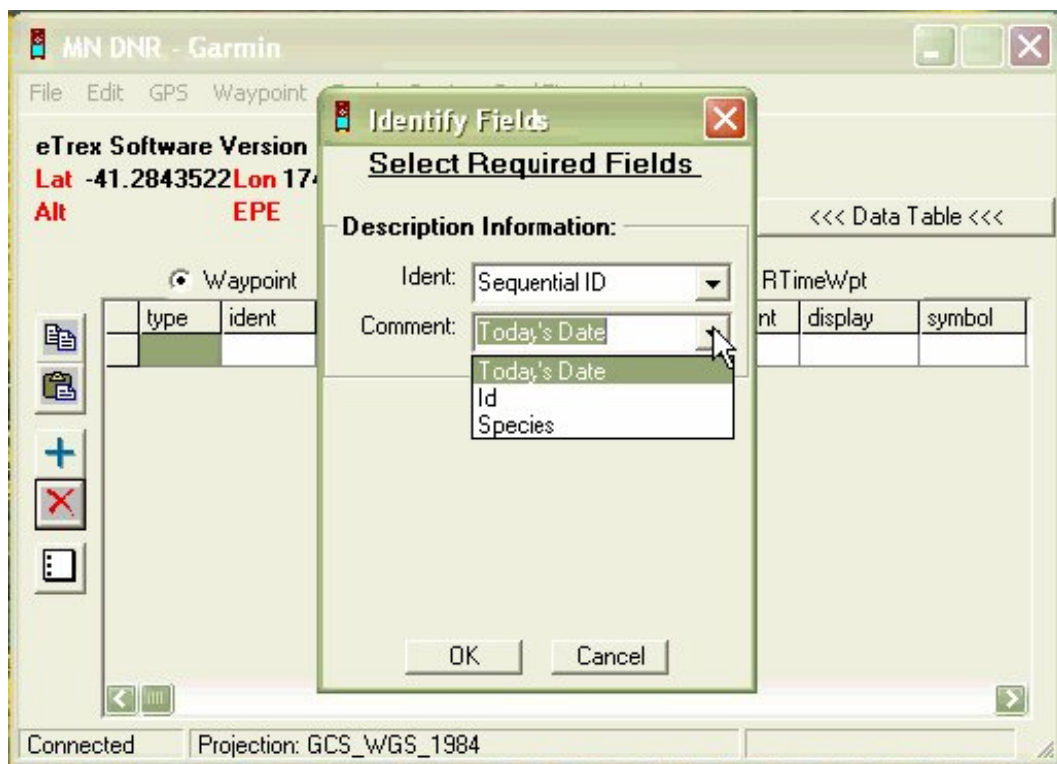 MN DNR - Garmin
File Edit GPS Waypoint
Identify Fields
Select Required Fields
eTrex Software Version
Lat -41.2843522 Lon 174
Alt EPE
<<< Data Table <<<
Description Information:
Waypoint
RTimeWpt
Ident: Sequential ID
type ident
nt display symbol
Comment: Today's Date
Today's Date
Id
Species
OK Cancel
Connected Projection: GCS_WGS_1984